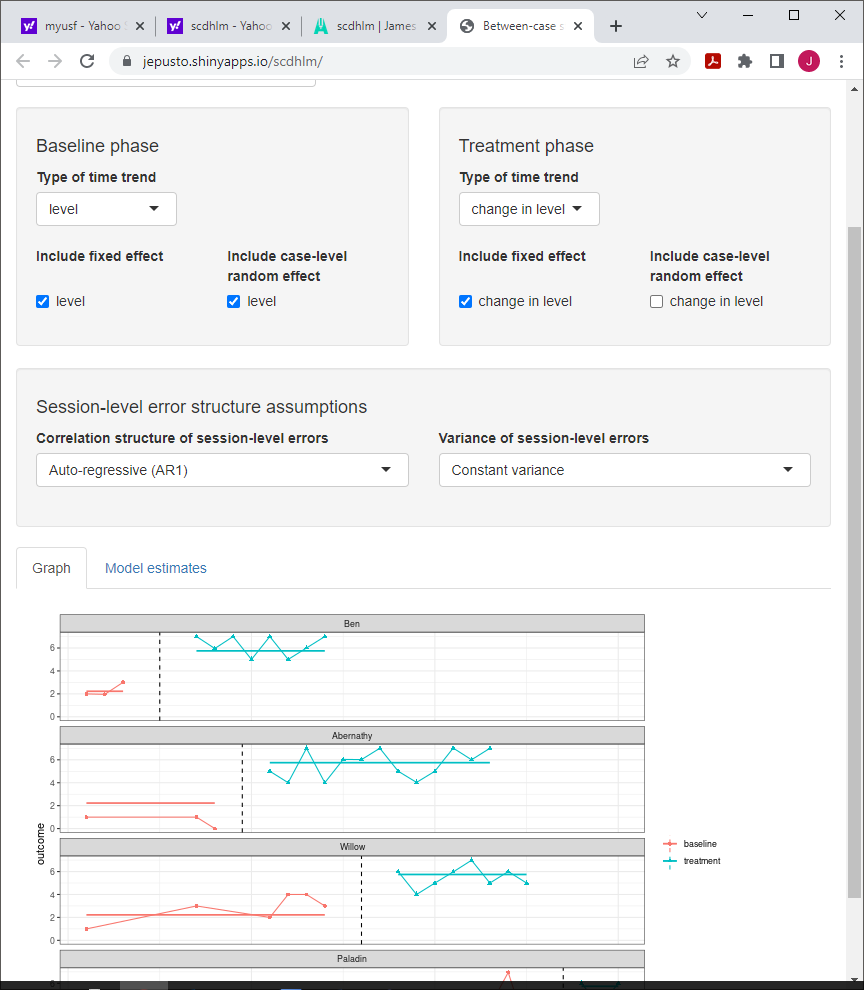 myusf - Yahoo
scdhlm - Yahoo
scdhlm | James
Between-case s
jepusto.shinyapps.io/scdhlm/
J
Baseline phase
Treatment phase
Type of time trend
Type of time trend
level
change in level
Include fixed effect
Include case-level random effect
Include fixed effect
Include case-level random effect
level
level
change in level
change in level
Session-level error structure assumptions
Correlation structure of session-level errors
Variance of session-level errors
Auto-regressive (AR1)
Constant variance
Graph
Model estimates
Ben
6
4
2
0
Abernathy
6
4
2
0
outcome
baseline
treatment
Willow
6
4
2
0
Paladin